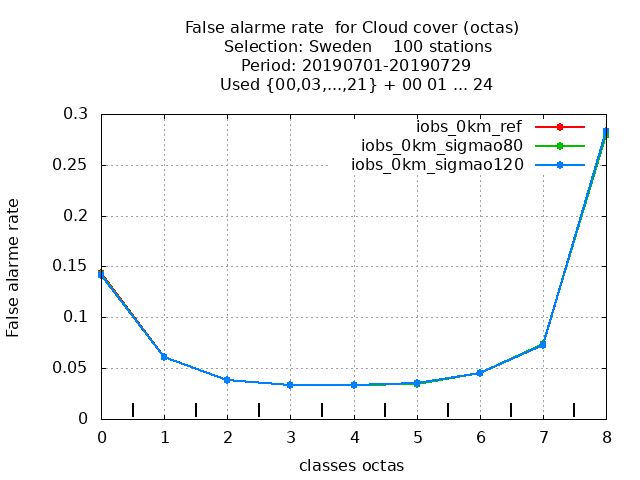 False alarme rate  for Cloud cover (octas)
Selection: Sweden    100 stations
Period: 20190701-20190729
Used {00,03,...,21} + 00 01 ... 24
iobs_0km_ref
iobs_0km_sigmao80
iobs_0km_sigmao120
False alarme rate
0.3
0.25
0.2
0.15
0.1
0.05
0
0 1 2 3 4 5 6 7 8
classes octas